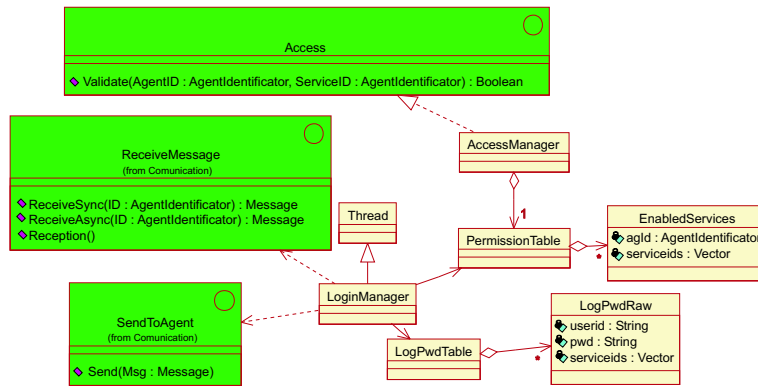 Access
Validate(AgentID : AgentIdentificator, ServiceID : AgentIdentificator) : Boolean
ReceiveMessage
(from Comunication)
ReceiveSync(ID : AgentIdentificator) : Message
ReceiveAsync(ID : AgentIdentificator) : Message
Reception()
AccessManager
1
Thread
PermissionTable
*
EnabledServices
agId : AgentIdentificator
serviceids : Vector
SendToAgent
(from Comunication)
Send(Msg : Message)
LoginManager
LogPwdTable
*
LogPwdRaw
userid : String
pwd : String
serviceids : Vector